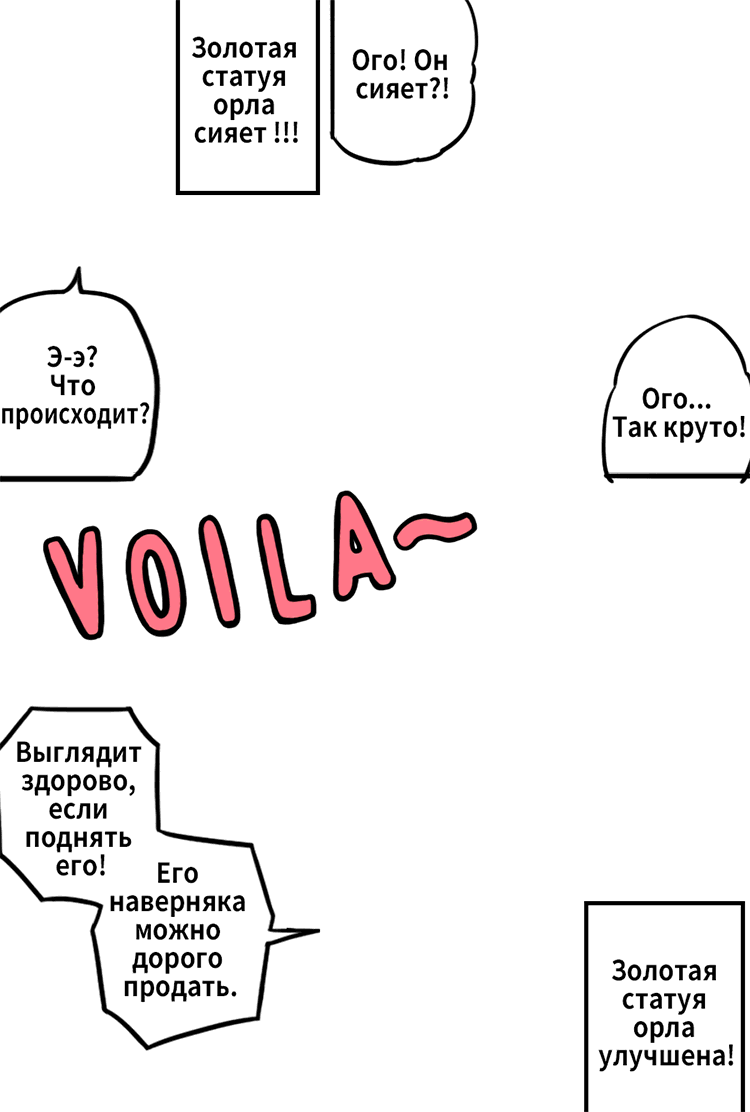 Золотая
статуя
орла
сияет !!!
Ого! Он
сияет?!
Э-э?
Что
происходит?
Ого...
Так круто!
VOILA~
Выглядит
здорово,
если
поднять
его!
Его
наверняка
можно
дорого
продать.
Золотая
статуя
орла
улучшена!